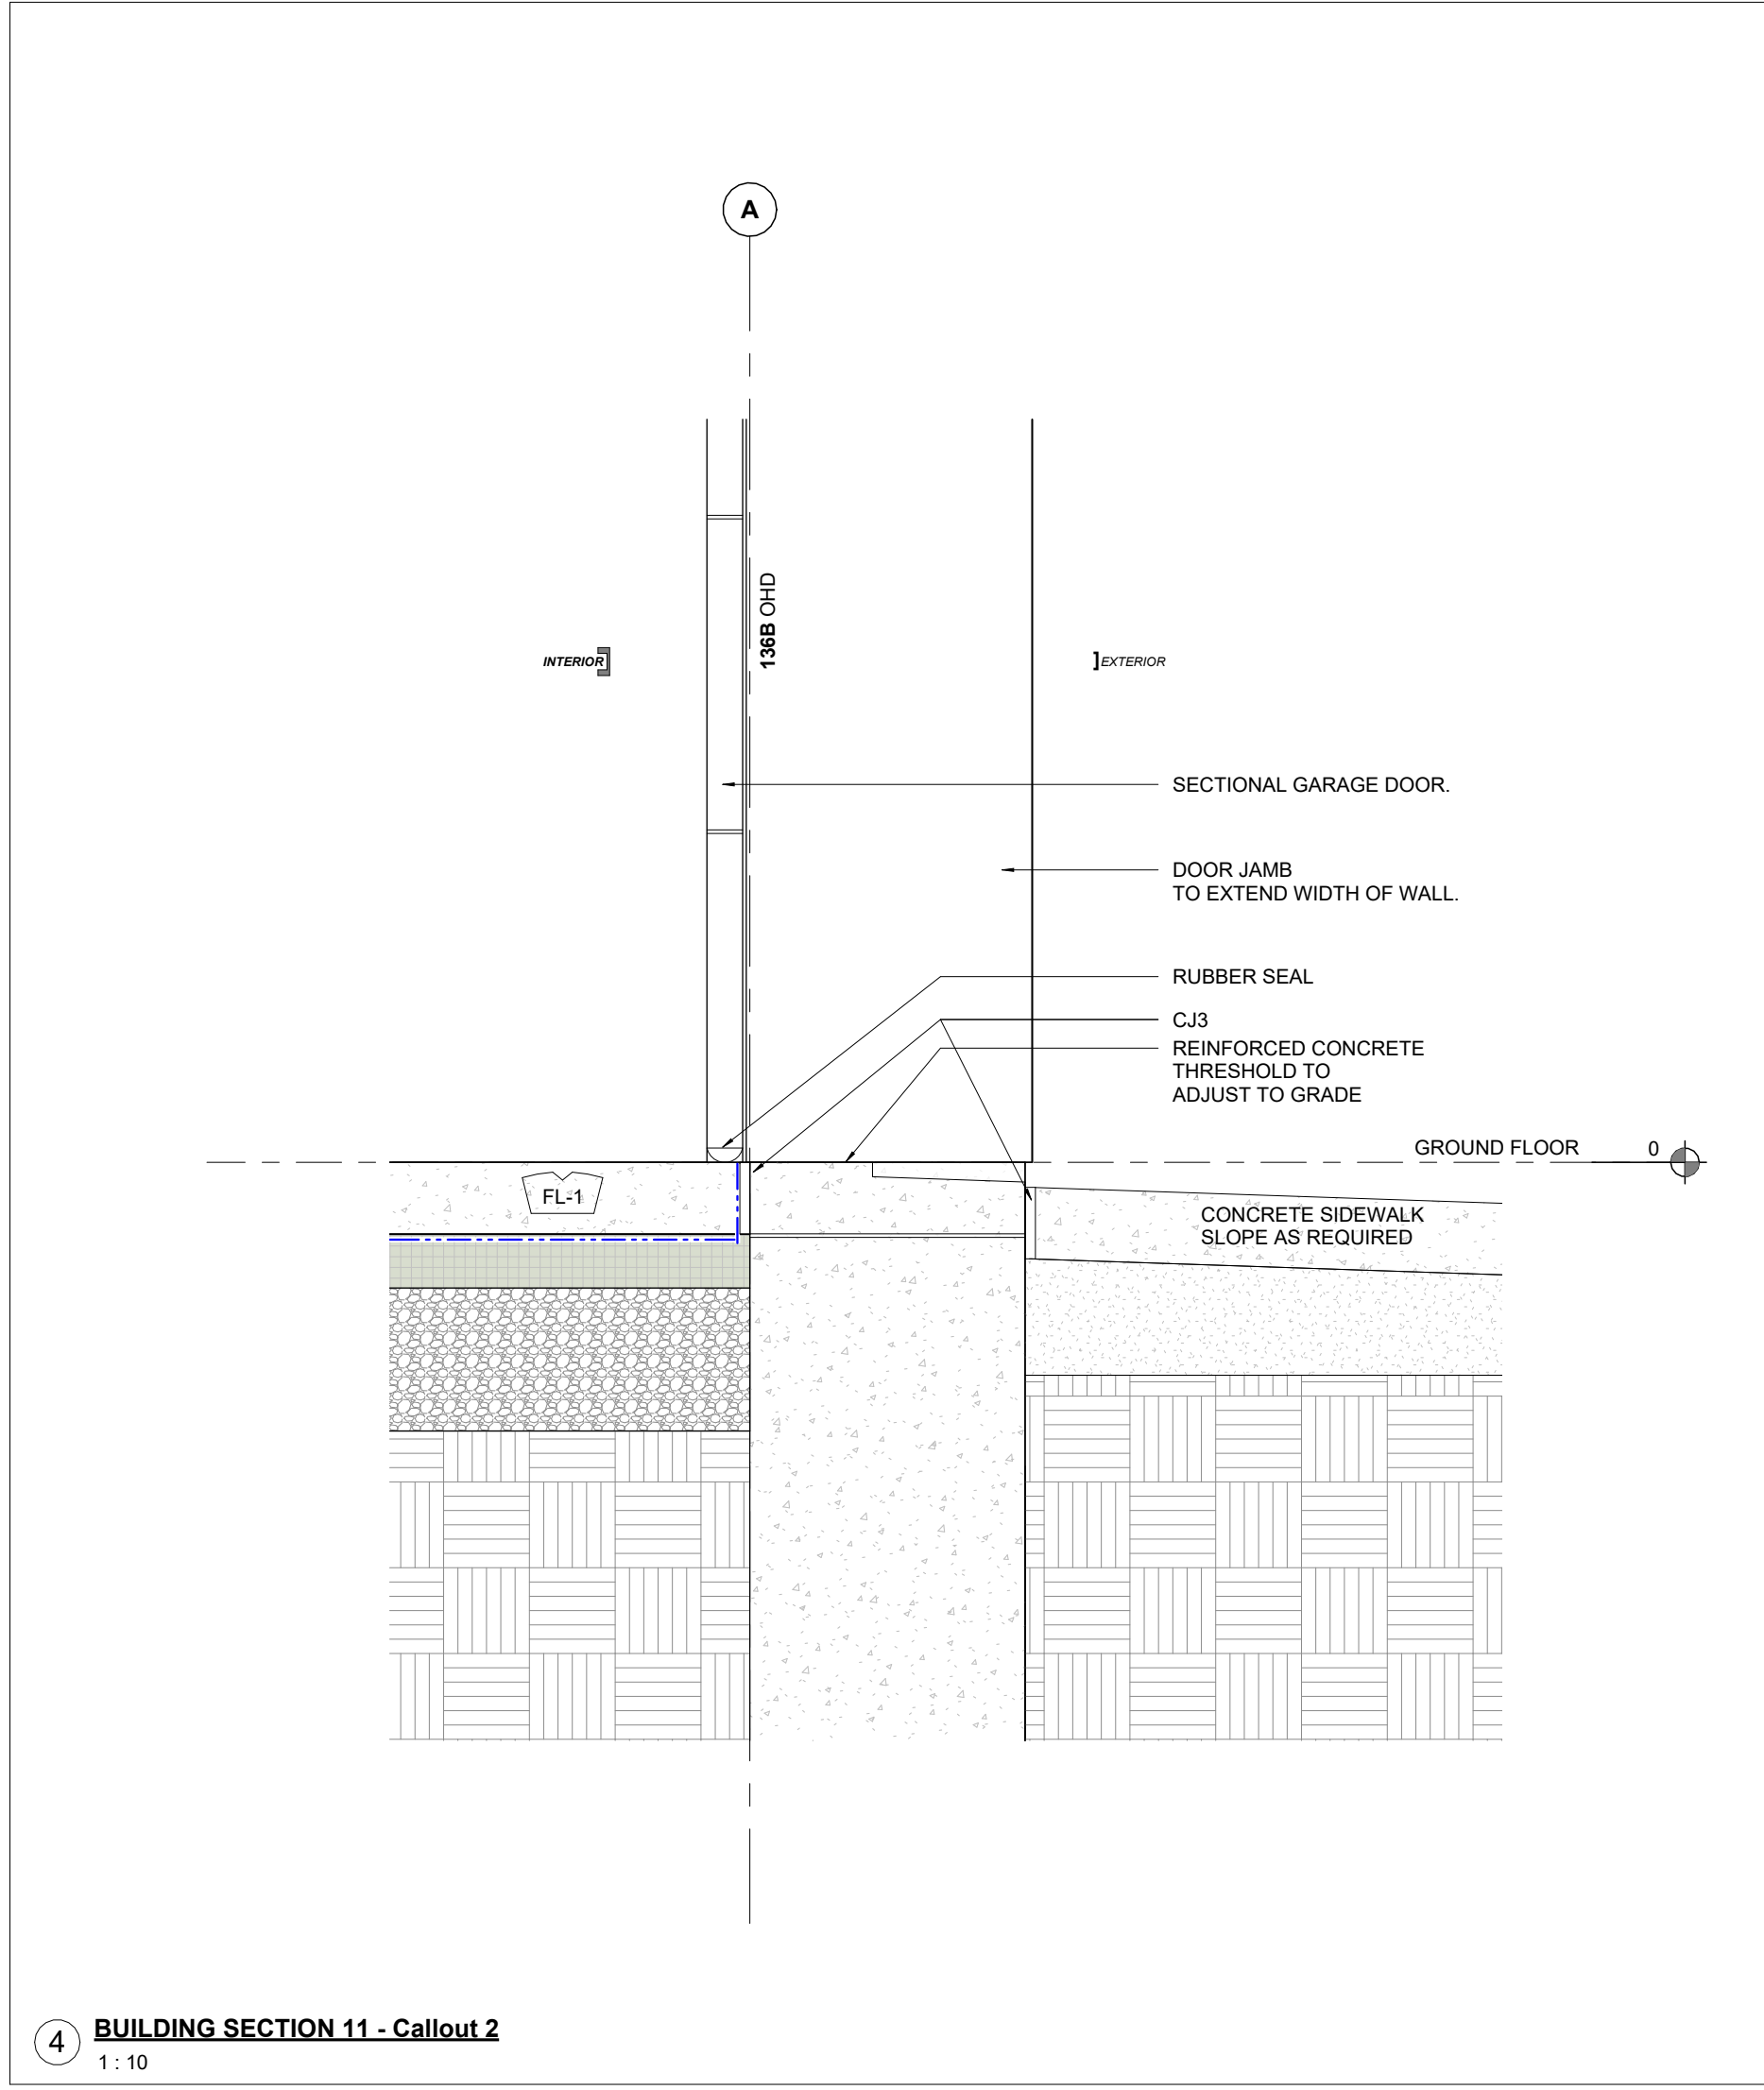 A
136B OHD
INTERIOR
EXTERIOR
SECTIONAL GARAGE DOOR.
DOOR JAMB
TO EXTEND WIDTH OF WALL.
RUBBER SEAL
CJ3
REINFORCED CONCRETE
THRESHOLD TO
ADJUST TO GRADE
GROUND FLOOR 0
FL-1
CONCRETE SIDEWALK
SLOPE AS REQUIRED
4 BUILDING SECTION 11 - Callout 2
1 : 10